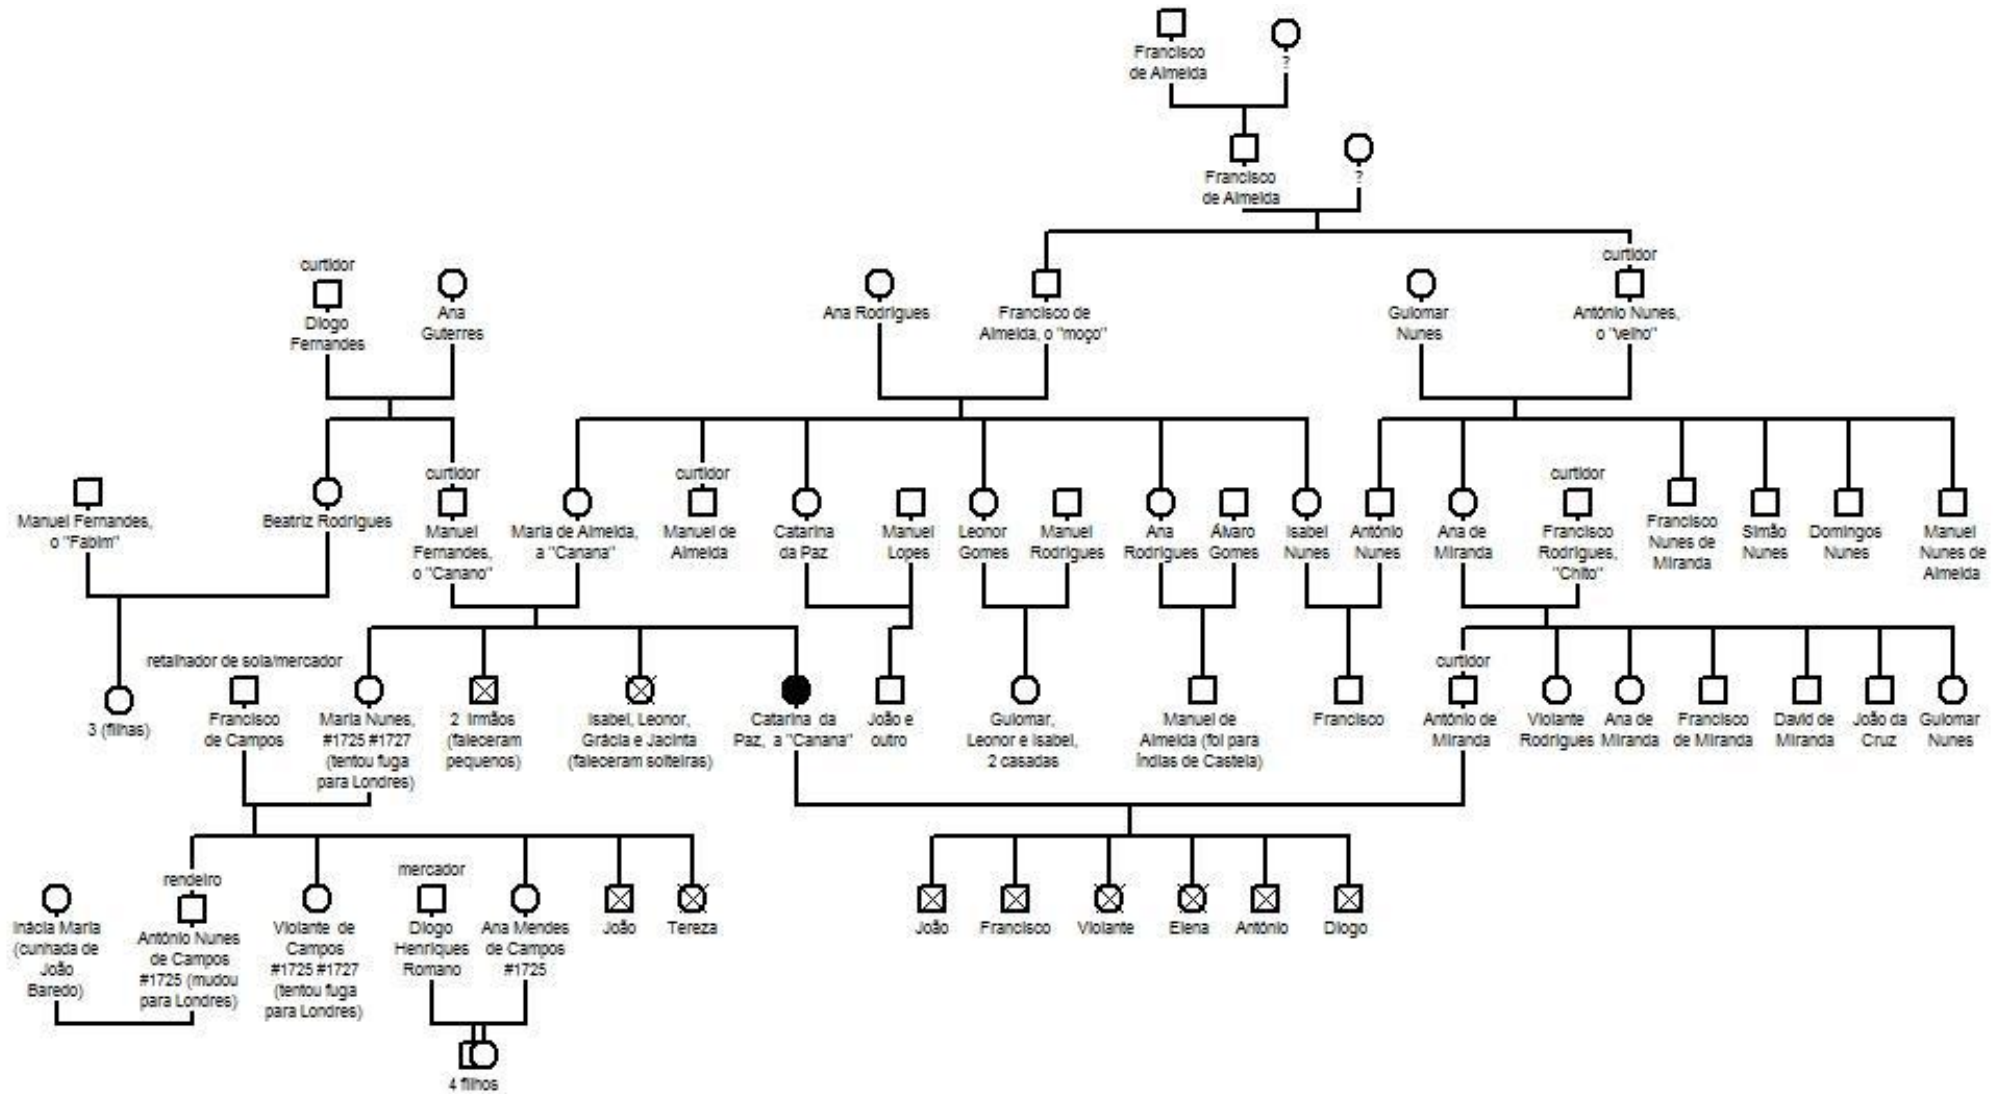 Francisco
de Almeida
?
Francisco
de Almeida
?
curtidor
Diogo
Fernandes
Ana
Guterres
Ana Rodrigues
Francisco de
Almeida, o "moço"
Guiomar
Nunes
curtidor
António Nunes,
o "velho"
Manuel Fernandes,
o "Fabim"
Beatriz Rodrigues
curtidor
Manuel
Fernandes,
o "Canano"
Maria de Almeida,
a "Canana"
curtidor
Manuel de
Almeida
Catarina
da Paz
Manuel
Lopes
Leonor
Gomes
Manuel
Rodrigues
Ana
Rodrigues
Álvaro
Gomes
Isabel
Nunes
António
Nunes
Ana de
Miranda
curtidor
Francisco
Rodrigues,
"Chito"
Francisco
Nunes de
Miranda
Simão
Nunes
Domingos
Nunes
Manuel
Nunes de
Almeida
3 (filhas)
retalhador de sola/mercador
Francisco
de Campos
Maria Nunes,
#1725 #1727
(tentou fuga
para Londres)
2 irmãos
(faleceram
pequenos)
Isabel, Leonor,
Grácia e Jacinta
(faleceram solteiras)
Catarina da
Paz, a "Canana"
João e
outro
Guiomar,
Leonor e Isabel,
2 casadas
Manuel de
Almeida (foi para
Índias de Castela)
Francisco
curtidor
António de
Miranda
Violante
Rodrigues
Ana de
Miranda
Francisco
de Miranda
David de
Miranda
João da
Cruz
Guiomar
Nunes
Inácia Maria
(cunhada de
João
Baredo)
rendeiro
António Nunes
de Campos
#1725 (mudou
para Londres)
Violante de
Campos
#1725 #1727
(tentou fuga
para Londres)
mercador
Diogo
Henriques
Romano
Ana Mendes
de Campos
#1725
João
Tereza
João
Francisco
Violante
Elena
António
Diogo
4 filhos